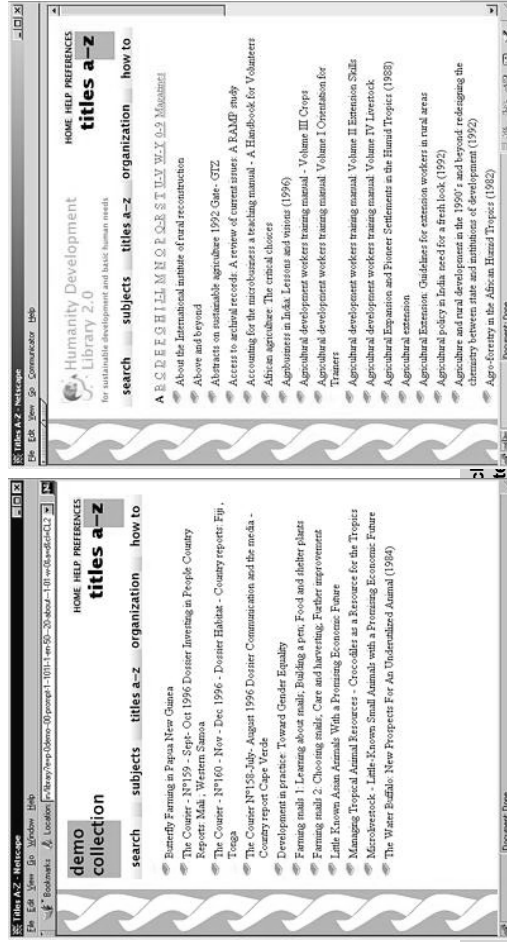 Titles A-Z - Netscape
File Edit View Go Window Help
Bookmarks Location
demo collection
HOME HELP PREFERENCES
titles a–z
search subjects titles a–z organization how to
Butterfly Farming in Papua New Guinea
The Courier - N°159 - Sept- Oct 1996 Dossier Investing in People Country
Reports: Mali ; Western Samoa
The Courier - N°160 - Nov - Dec 1996 - Dossier Habitat - Country reports: Fiji ,
Tonga
The Courier N°158-July- August 1996 Dossier Communication and the media -
Country report Cape Verde
Development in practice: Toward Gender Equality
Farming snails 1: Learning about snails; Building a pen; Food and shelter plants
Farming snails 2: Choosing snails; Care and harvesting; Further improvement
Little Known Asian Animals With a Promising Economic Future
Managing Tropical Animal Resources - Crocodiles as a Resource for the Tropics
Microlivestock - Little-Known Small Animals with a Promising Economic Future
The Water Buffalo: New Prospects For An Underutilized Animal (1984)
Document: Done
Titles A-Z - Netscape
File Edit View Go Communicator Help
Humanity Development
Library 2.0
for sustainable development and basic human needs
HOME HELP PREFERENCES
titles a–z
search subjects titles a–z organization how to
A B C D E F G H I-L M N O P Q-R S T U-V W-Y 0-9 Magazines
About the International institute of rural reconstruction
Above and beyond
Abstracts on sustainable agriculture 1992 Gate- GTZ
Access to archival records: A review of current issues: A RAMP study
Accounting for the microbusiness a teaching manual - A Handbook for Volunteers
African agriculture: The critical choices
Agribusiness in India: Lessons and visions (1996)
Agricultural development workers training manual - Volume III Crops
Agricultural development workers training manual Volume I Orientation for
Trainers
Agricultural development workers training manual Volume II Extension Skills
Agricultural development workers training manual Volume IV Livestock
Agricultural Expansion and Pioneer Settlements in the Humid Tropics (1988)
Agricultural extension
Agricultural Extension: Guidelines for extension workers in rural areas
Agricultural policy in India need for a fresh look (1992)
Agriculture and rural development in the 1990's and beyond: redesigning the
chemistry between state and institutions of development (1992)
Agro-forestry in the African Humid Tropics (1982)
Document: Done